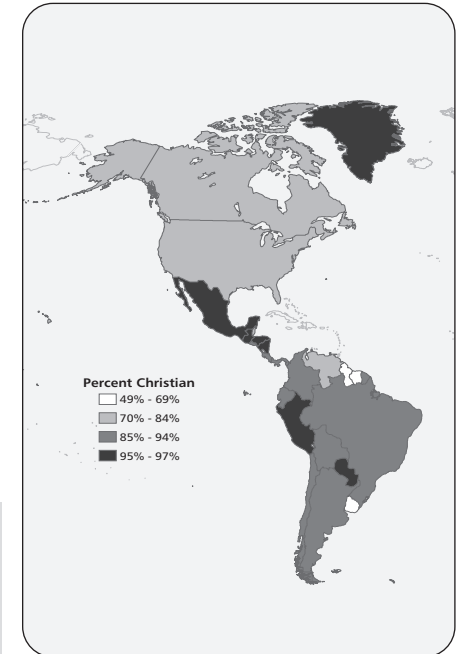 Percent Christian
49% - 69%
70% - 84%
85% - 94%
95% - 97%